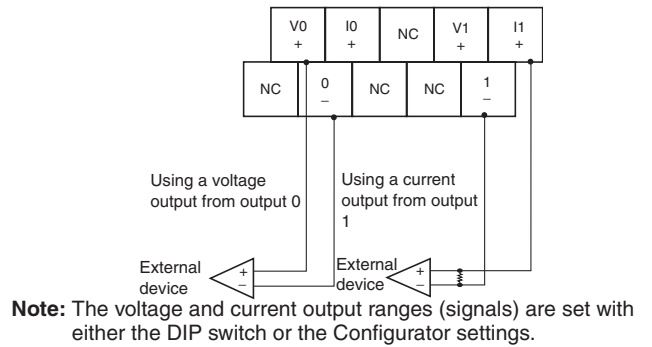 V0 I0 NC V1 I1
+ + + +
NC 0 NC NC 1
– –
Using a voltage
output from output 0
Using a current
output from output
1
External
device
+
–
External
device
+
–
Note: The voltage and current output ranges (signals) are set with
either the DIP switch or the Configurator settings.